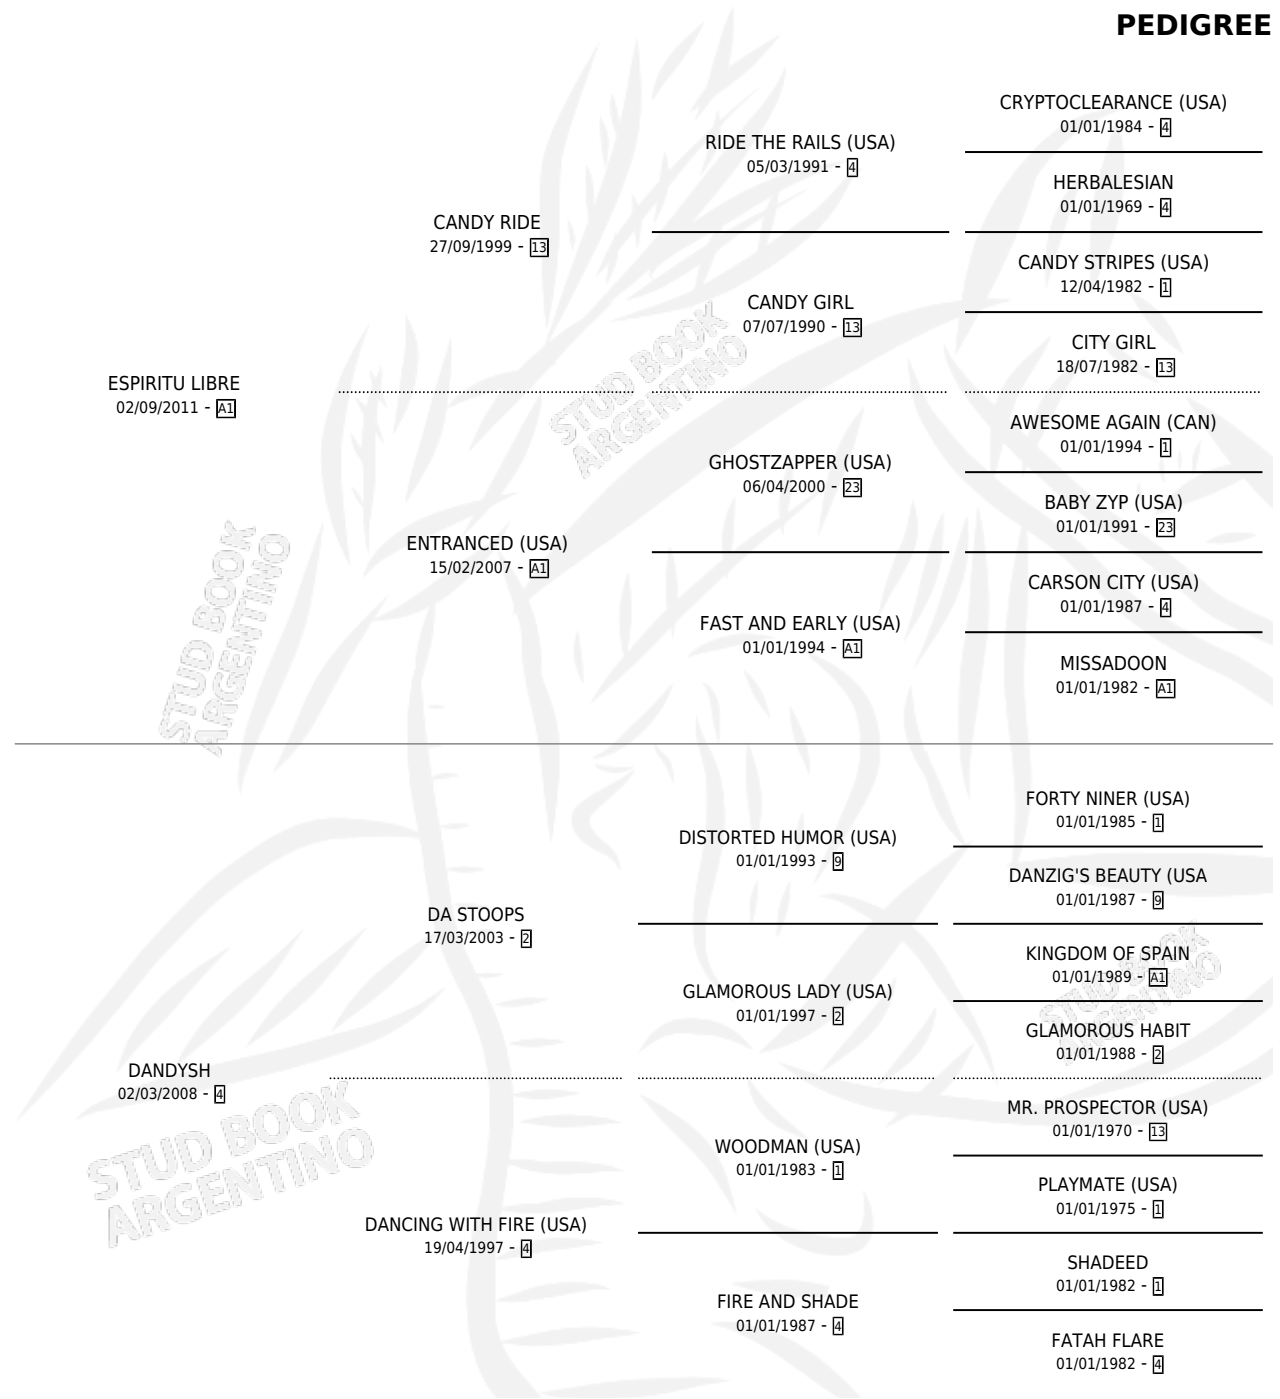 PEDIGREE
CRYPTOCLEARANCE (USA)
01/01/1984 - 4
RIDE THE RAILS (USA)
05/03/1991 - 4
HERBALESIAN
01/01/1969 - 4
CANDY RIDE
27/09/1999 - 13
CANDY STRIPES (USA)
12/04/1982 - 1
CANDY GIRL
07/07/1990 - 13
CITY GIRL
18/07/1982 - 13
ESPIRITU LIBRE
02/09/2011 - A1
AWESOME AGAIN (CAN)
01/01/1994 - 1
GHOSTZAPPER (USA)
06/04/2000 - 23
BABY ZYP (USA)
01/01/1991 - 23
ENTRANCED (USA)
15/02/2007 - A1
CARSON CITY (USA)
01/01/1987 - 4
FAST AND EARLY (USA)
01/01/1994 - A1
MISSADOON
01/01/1982 - A1
FORTY NINER (USA)
01/01/1985 - 1
DISTORTED HUMOR (USA)
01/01/1993 - 9
DANZIG'S BEAUTY (USA
01/01/1987 - 9
DA STOOPS
17/03/2003 - 2
KINGDOM OF SPAIN
01/01/1989 - A1
GLAMOROUS LADY (USA)
01/01/1997 - 2
GLAMOROUS HABIT
01/01/1988 - 2
DANDYSH
02/03/2008 - 4
MR. PROSPECTOR (USA)
01/01/1970 - 13
WOODMAN (USA)
01/01/1983 - 1
PLAYMATE (USA)
01/01/1975 - 1
DANCING WITH FIRE (USA)
19/04/1997 - 4
SHADEED
01/01/1982 - 1
FIRE AND SHADE
01/01/1987 - 4
FATAH FLARE
01/01/1982 - 4
STUD BOOK
ARGENTINO
STUD BOOK
ARGENTINO
STUD BOOK
ARGENTINO
STUD BOOK
ARGENTINO